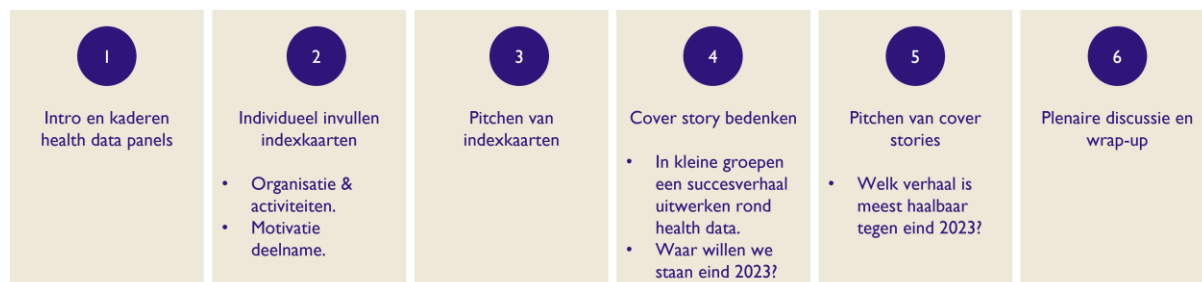 1
Intro en kaderen
health data panels
2
Individueel invullen
indexkaarten
• Organisatie &
activiteiten.
• Motivatie
deelname.
3
Pitchen van
indexkaarten
4
Cover story bedenken
• In kleine groepen
een succesverhaal
uitwerken rond
health data.
• Waar willen we
staan eind 2023?
5
Pitchen van cover
stories
• Welk verhaal is
meest haalbaar
tegen eind 2023?
6
Plenaire discussie en
wrap-up